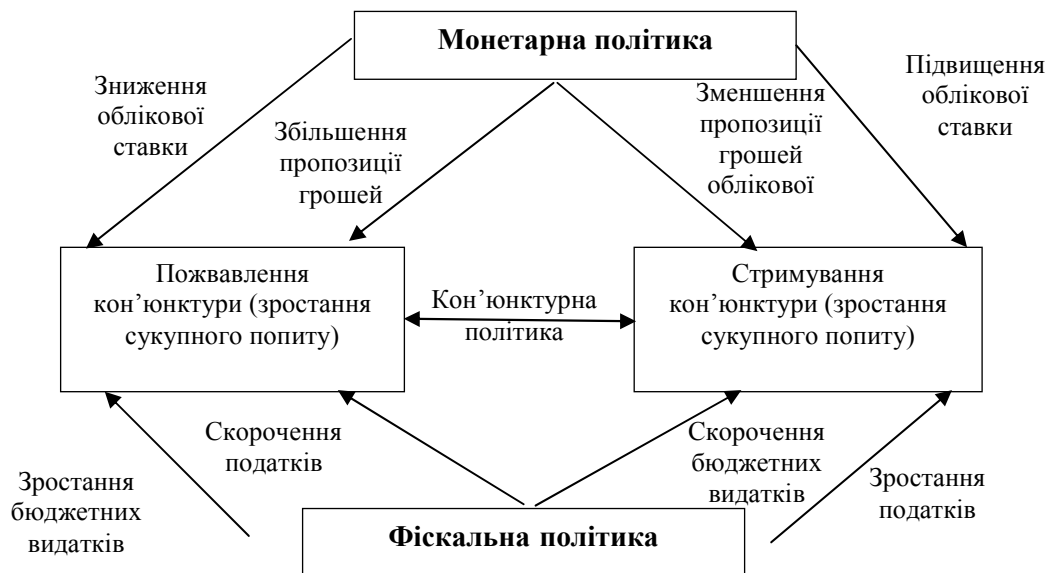 Монетарна політика
Зниження
облікової
ставки
Збільшення
пропозиції
грошей
Зменшення
пропозиції
грошей
облікової
Підвищення
облікової
ставки
Пожвавлення
кон’юнктури (зростання
сукупного попиту)
Кон’юнктурна
політика
Стримування
кон’юнктури (зростання
сукупного попиту)
Зростання
бюджетних
видатків
Скорочення
податків
Скорочення
бюджетних
видатків
Зростання
податків
Фіскальна політика